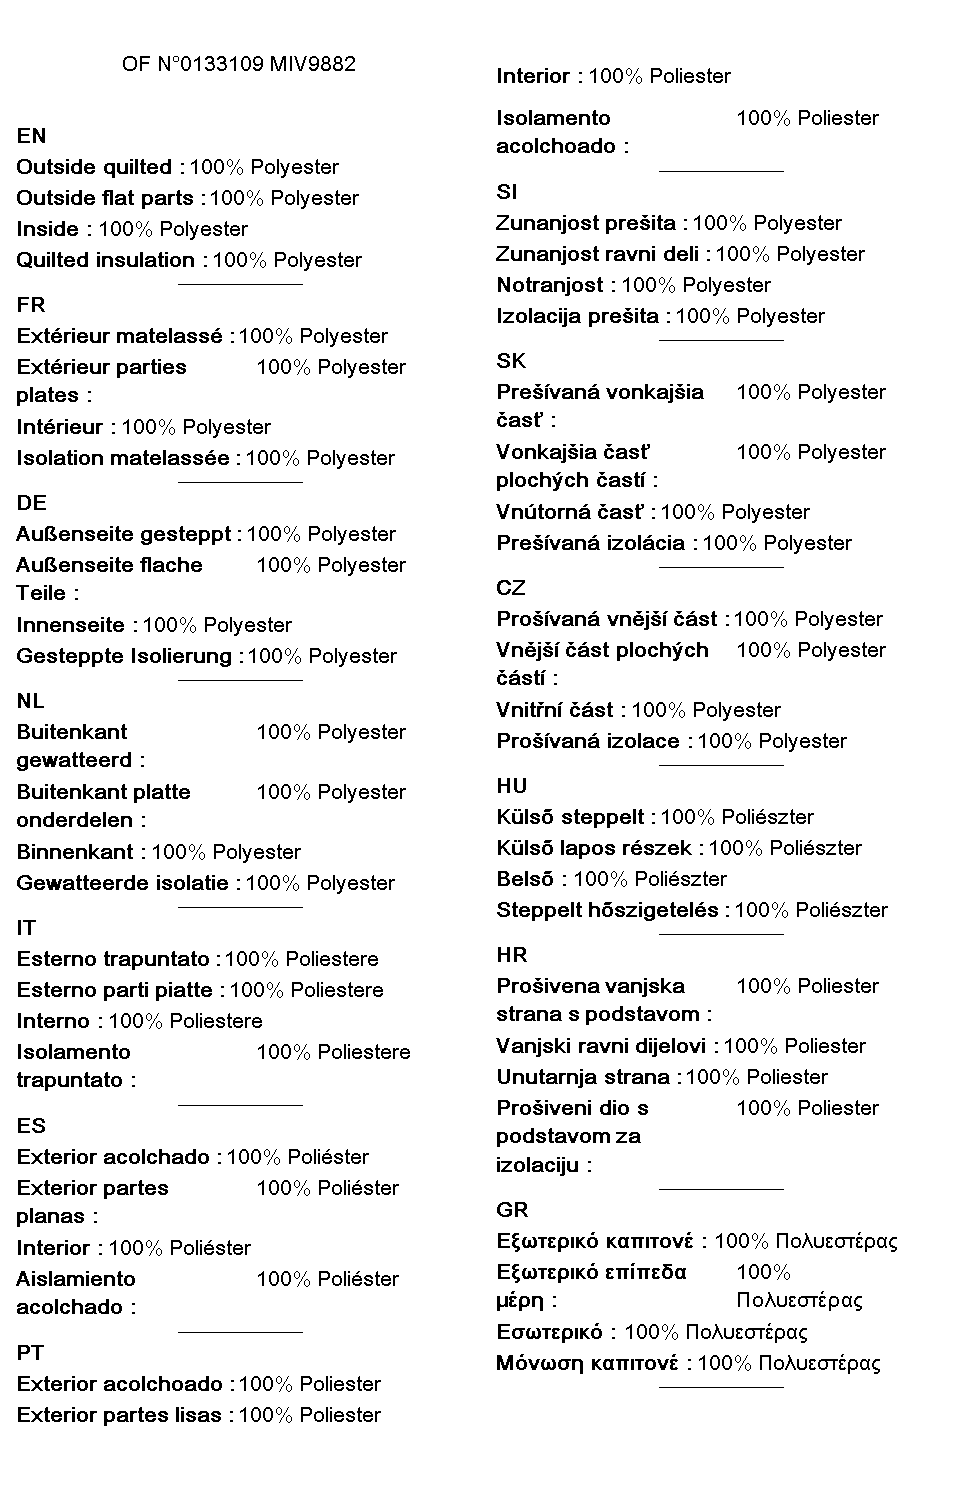 OF N°0133109 MIV9882
EN
Outside quilted : 100% Polyester
Outside flat parts : 100% Polyester
Inside : 100% Polyester
Quilted insulation : 100% Polyester
FR
Extérieur matelassé : 100% Polyester
Extérieur parties 100% Polyester
plates :
Intérieur : 100% Polyester
Isolation matelassée : 100% Polyester
DE
Außenseite gesteppt : 100% Polyester
Außenseite flache 100% Polyester
Teile :
Innenseite : 100% Polyester
Gesteppte Isolierung : 100% Polyester
NL
Buitenkant 100% Polyester
gewatteerd :
Buitenkant platte 100% Polyester
onderdelen :
Binnenkant : 100% Polyester
Gewatteerde isolatie : 100% Polyester
IT
Esterno trapuntato : 100% Poliestere
Esterno parti piatte : 100% Poliestere
Interno : 100% Poliestere
Isolamento 100% Poliestere
trapuntato :
ES
Exterior acolchado : 100% Poliéster
Exterior partes 100% Poliéster
planas :
Interior : 100% Poliéster
Aislamiento 100% Poliéster
acolchado :
PT
Exterior acolchoado : 100% Poliester
Exterior partes lisas : 100% Poliester
Interior : 100% Poliester
Isolamento 100% Poliester
acolchoado :
SI
Zunanjost prešita : 100% Polyester
Zunanjost ravni deli : 100% Polyester
Notranjost : 100% Polyester
Izolacija prešita : 100% Polyester
SK
Prešívaná vonkajšia 100% Polyester
časť :
Vonkajšia časť 100% Polyester
plochých častí :
Vnútorná časť : 100% Polyester
Prešívaná izolácia : 100% Polyester
CZ
Prošívaná vnější část : 100% Polyester
Vnější část plochých 100% Polyester
částí :
Vnitřní část : 100% Polyester
Prošívaná izolace : 100% Polyester
HU
Külsõ steppelt : 100% Poliészter
Külsõ lapos részek : 100% Poliészter
Belsõ : 100% Poliészter
Steppelt hõszigetelés : 100% Poliészter
HR
Prošivena vanjska 100% Poliester
strana s podstavom :
Vanjski ravni dijelovi : 100% Poliester
Unutarnja strana : 100% Poliester
Prošiveni dio s 100% Poliester
podstavom za
izolaciju :
GR
Εξωτερικό καπιτονέ : 100% Πολυεστέρας
Εξωτερικό επίπεδα 100%
μέρη : Πολυεστέρας
Εσωτερικό : 100% Πολυεστέρας
Μόνωση καπιτονέ : 100% Πολυεστέρας